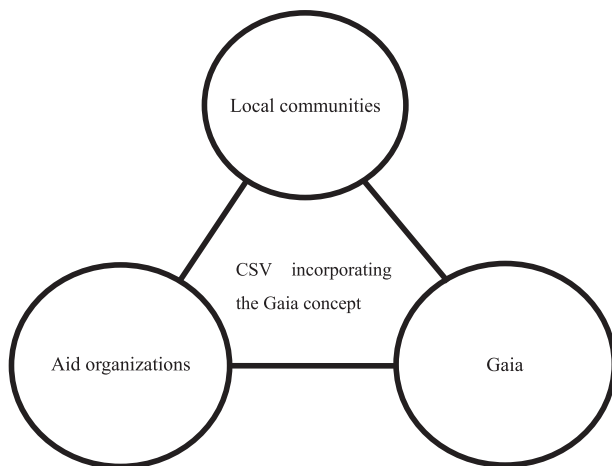 Local communities
CSV incorporating
the Gaia concept
Aid organizations
Gaia